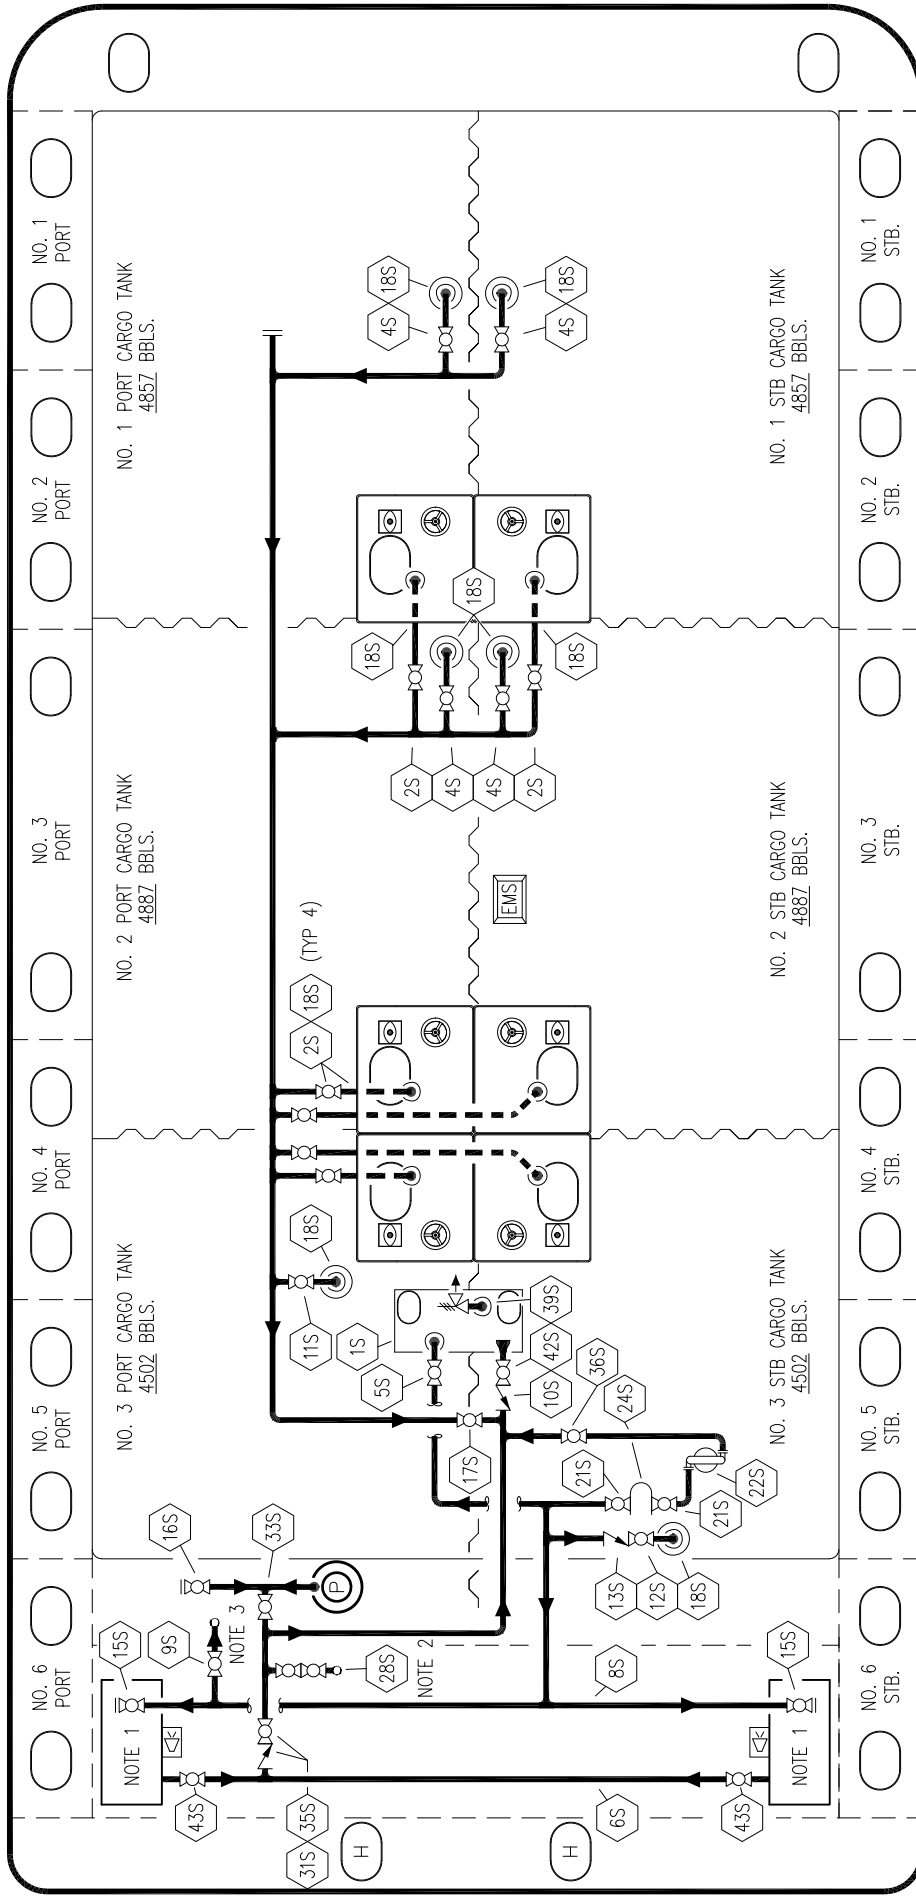 NO. 1
PORT
NO. 2
PORT
NO. 3
PORT
NO. 4
PORT
NO. 5
PORT
NO. 6
PORT
NO. 1 PORT CARGO TANK
4857 BBLS.
NO. 2 PORT CARGO TANK
4887 BBLS.
NO. 3 PORT CARGO TANK
4502 BBLS.
4S
18S
4S
18S
18S
18S
18S
2S
4S
4S
2S
2S
18S
(TYP 4)
EMS
11S
18S
1S
5S
39S
42S
10S
36S
24S
17S
21S
21S
22S
16S
33S
P
13S
12S
18S
15S
9S
NOTE 3
28S
NOTE 2
8S
15S
NOTE 1
NOTE 1
43S
31S
35S
6S
43S
H
H
NO. 1 STB CARGO TANK
4857 BBLS.
NO. 2 STB CARGO TANK
4887 BBLS.
NO. 3 STB CARGO TANK
4502 BBLS.
NO. 1
STB.
NO. 2
STB.
NO. 3
STB.
NO. 4
STB.
NO. 5
STB.
NO. 6
STB.